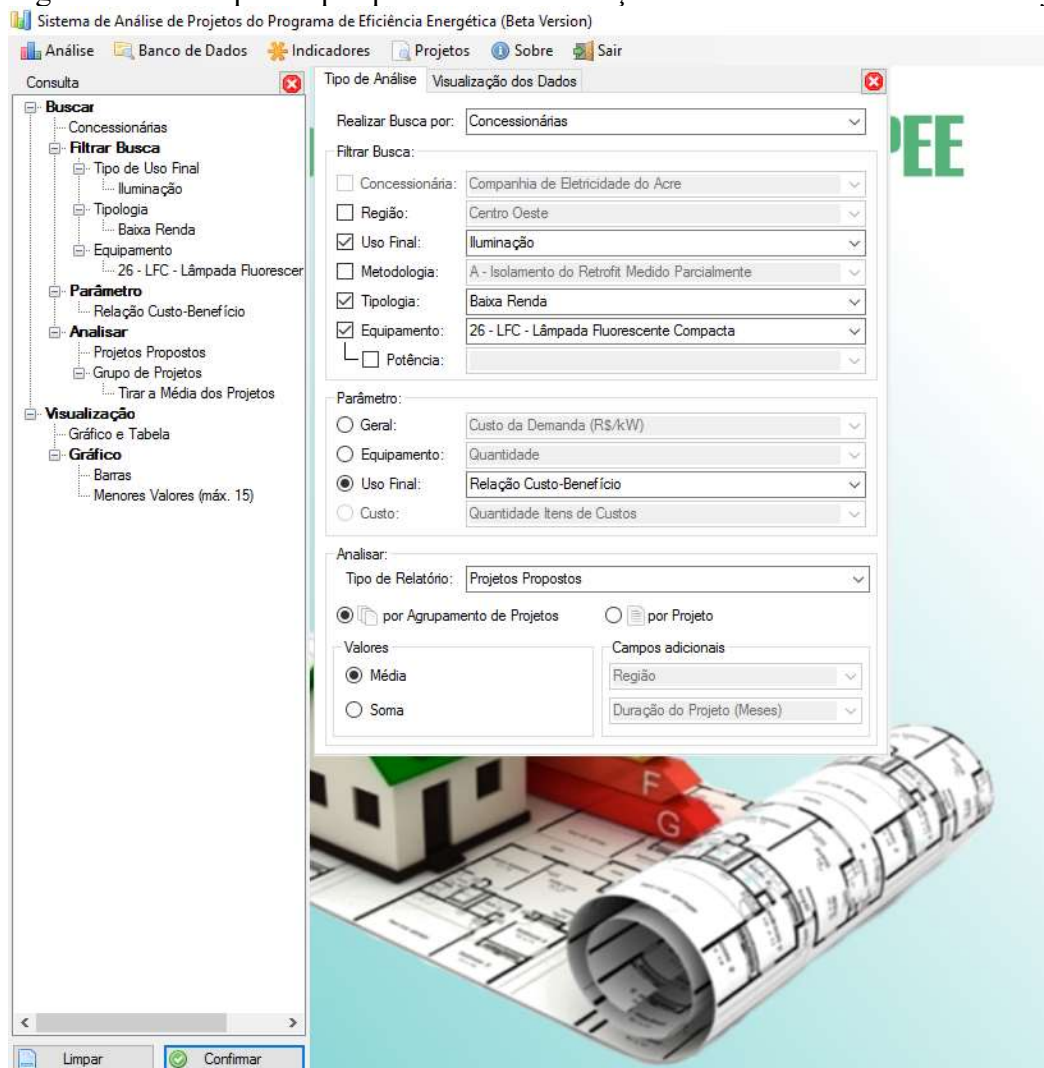 Sistema de Análise de Projetos do Programa de Eficiência Energética (Beta Version)
Análise Banco de Dados Indicadores Projetos Sobre Sair
Consulta
Buscar
Concessionárias
Filtrar Busca
Tipo de Uso Final
Iluminação
Tipologia
Baixa Renda
Equipamento
26 - LFC - Lâmpada Fluorescer
Parâmetro
Relação Custo-Benefício
Analisar
Projetos Propostos
Grupo de Projetos
Tirar a Média dos Projetos
Visualização
Gráfico e Tabela
Gráfico
Barras
Menores Valores (máx. 15)
Limpar Confirmar
Tipo de Análise Visualização dos Dados
Realizar Busca por: Concessionárias
Filtrar Busca:
Concessionária: Companhia de Eletricidade do Acre
Região: Centro Oeste
Uso Final: Iluminação
Metodologia: A - Isolamento do Retrofit Medido Parcialmente
Tipologia: Baixa Renda
Equipamento: 26 - LFC - Lâmpada Fluorescente Compacta
Potência:
Parâmetro:
Geral: Custo da Demanda (R$/kW)
Equipamento: Quantidade
Uso Final: Relação Custo-Benefício
Custo: Quantidade Itens de Custos
Analisar:
Tipo de Relatório: Projetos Propostos
por Agrupamento de Projetos por Projeto
Valores
Média
Soma
Campos adicionais
Região
Duração do Projeto (Meses)
EE
F
G